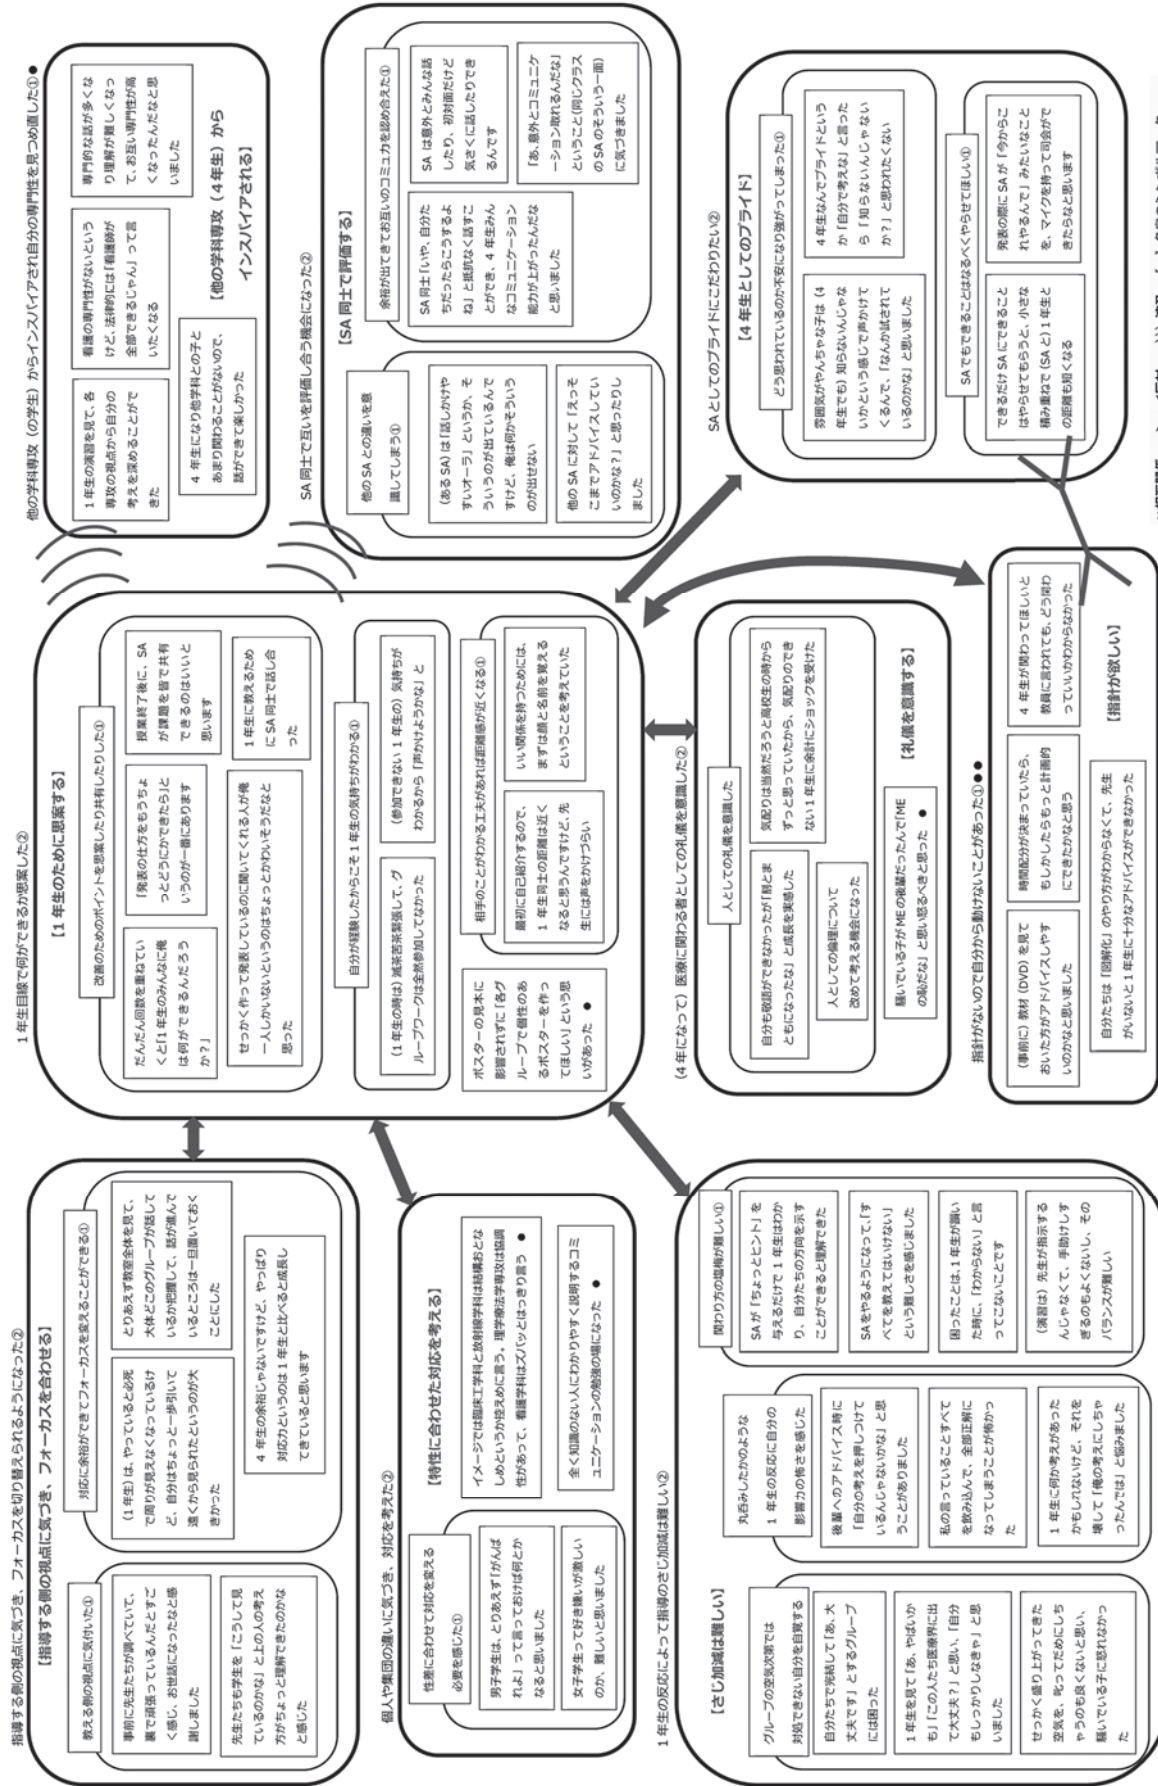 指導する側の視点に気づき、フォーカスを切り替えられるようになった②
【指導する側の視点に気づき、フォーカスを合わせる】
教える側の視点に気付いた①
事前に先生たちが調べていて、
裏で頑張っているんだとすご
く感じ、お世話になったなと感
謝しました
先生たちも学生を「こうして見
ているのかな」と上の人の考え
方がちょっと理解できたのかな
と感じた
対応に余裕ができてフォーカスを変えることができる①
(1年生)は、やっていると必死
で周りが見えなくなっているけ
ど、自分はちょっと一歩引いて
遠くから見られたというのが大
きかった
とりあえず教室全体を見て、
大体どこのグループが話して
いるか把握して、話が進んで
いるところは一旦置いておく
ことにした
4年生の余裕じゃないですけど、やっぱり
対応力というのは1年生と比べると成長し
てきていると思います
個人や集団の違いに気づき、対応を考えた②
【特性に合わせた対応を考える】
性差に合わせて対応を変える
必要を感じた①
男子学生は、とりあえず「がんば
れよ」って言っておけば何とか
なると思いました
女子学生って好き嫌いが激しい
のか、難しいと思いました
イメージでは臨床工学科と放射線学科は結構おとな
しめというか控えめに言う。理学療法学専攻は協調
性があって、看護学科はズバッとはっきり言う ●
全く知識のない人にわかりやすく説明するコミ
ュニケーションの勉強の場になった ●
1年生の反応によって指導のさじ加減は難しい②
【さじ加減は難しい】
グループの空気次第では
対処できない自分を自覚する
自分たちで完結して「あ、大
丈夫です」とするグループ
には困った
1年生を見て「あ、やばいか
も」「この人たち医療界に出
て大丈夫？」と思い、「自分
もしっかりしなきゃ」と思
いました
せっかく盛り上がってきた
空気を、叱ってだめにしち
ゃうのも良くないと思い、
騒いでいる子に怒れなかっ
た
丸呑みしたかのような
1年生の反応に自分の
影響力の怖さを感じた
後輩へのアドバイス時に
「自分の考えを押しつけて
いるんじゃないかな」と思
うことがありました
私の言っていることすべて
を飲み込んで、全部正解に
なってしまうことが怖かっ
た
1年生に何か考えがあった
かもしれないけど、それを
壊して「俺の考えにしちゃ
ったんでは」と悩みました
関わり方の塩梅が難しい①
SAが「ちょっとヒント」を
与えるだけで1年生はわか
り、自分たちの方向を示す
ことができると理解できた
SAをやるようになって、「す
べてを教えてはいけない」
という難しさを感じました
困ったことは、1年生が躓い
た時に、「わからない」と言
ってこないことです
(演習は)先生が指示する
んじゃなくて、手助けしす
ぎるのもよくないし、その
バランスが難しい
1年生目線で何ができるか思案した②
【1年生のために思案する】
改善のためのポイントを思案したり共有したりした①
だんだん回数を重ねてい
くと「1年生のみんなに俺
は何ができるんだろう
か？」
「発表の仕方をもうちょ
っとどうにかできたら」と
いうのが一番にあります
授業終了後に、SA
が課題を皆で共有
できるのはいいと
思います
せっかく作って発表しているのに聞いてくれる人が俺
一人しかいないというのはちょっとかわいそうだなと
思った
1年生に教えるため
にSA同士で話し合
った
自分が経験したからこそ1年生の気持ちがわかる①
(1年生の時は)滅茶苦茶緊張して、グ
ループワークは全然参加してなかった
(参加できない1年生の)気持ちが
わかるから「声かけようかな」と
ポスターの見本に
影響されずに「各グ
ループで個性のあ
るポスターを作っ
てほしい」という思
いがあった ●
相手のことがわかる工夫があれば距離感が近くなる①
最初に自己紹介するので、
1年生同士の距離は近く
なると思うんですけど、先
生には声をかけづらい
いい関係を持つためには、
まずは顔と名前を覚える
ということを考えていた
(4年になって)医療に関わる者としての礼儀を意識した②
人としての礼儀を意識した
自分も敬語ができなかったが「割とま
ともになったな」と成長を実感した
気配りは当然だろうと高校生の時から
ずっと思っていたから、気配りのでき
ない1年生に余計にショックを受けた
人としての倫理について
改めて考える機会になった
騒いでいる子がMEの後輩だったんで「ME
の恥だな」と思い怒るべきと思った ●
【礼儀を意識する】
指針がないので自分から動けないことがあった①●●
(事前に)教材(DVD)を見て
おいた方がアドバイスしやす
いのかなと思いました
時間配分が決まっていたら、
もしかしたらもっと計画的
にできたかなと思う
4年生が関わってほしいと
教員に言われても、どう関わ
っていいかわからなかった
自分たちは「図解化」のやり方がわからなくて、先生
がいないと1年生に十分なアドバイスができなかった
【指針が欲しい】
他の学科専攻(の学生)からインスパイアされ自分の専門性を見つめ直した①●
1年生の演習を見て、各
専攻の視点から自分の
考えを深めることがで
きた
看護の専門性がないという
けど、法律的には「看護師が
全部できるじゃん」って言
いたくなる
専門的な話が多くな
り理解が難しくなっ
て、お互い専門性が高
くなったんだなと思
いました
4年生になり他学科との子と
あまり関わることがないので、
話ができて楽しかった
【他の学科専攻(4年生)から
インスパイアされる】
SA同士で互いを評価し合う機会になった②
【SA同士で評価する】
他のSAとの違いを意
識してしまう①
(あるSA)は「話しかけや
すいオーラ」というか、そ
ういうのが出ているんで
すけど、俺は何かそういう
のが出せない
他のSAに対して「えっそ
こまでアドバイスしてい
いのかな？」と思ったりし
ました
余裕が出てきてお互いのコミュ力を認め合えた①
SA同士「いや、自分た
ちだったらこうするよ
ね」と抵抗なく話すこ
とができ、4年生みん
なコミュニケーション
能力が上がったんだな
と思いました
SAは意外とみんな話
したり、初対面だけど
気さくに話したりでき
るんです
「あ、意外とコミュニケ
ーション取れるんだな」
ということ(同じクラス
のSAのそういう一面)
に気づきました
SAとしてのプライドにこだわりたい②
【4年生としてのプライド】
どう思われているのか不安になり強がってしまった①
雰囲気がやんちゃな子は(4
年生でも)知らないんじゃな
いかという感じで声かけて
くるんで、「なんか試されて
いるのかな」と思いました
4年生なんでプライドという
か「自分で考えな」と言った
ら「知らないんじゃない
か？」と思われたくない
SAでもできることはなるべくやらせてほしい①
できるだけSAにできること
はやらせてもらうと、小さな
積み重ねで(SAと)1年生と
の距離も短くなる
発表の際にSAが「今からこ
れやるんで」みたいなこと
を、マイクを持って司会がで
きたらなと思います